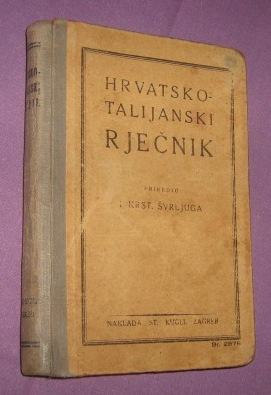 HRVATSKO-
TALIJANSKI
RJEČNIK
PRIREDIO
I. KRST. ŠVRLJUGA
NAKLADA ST. KUGLI, ZAGREB